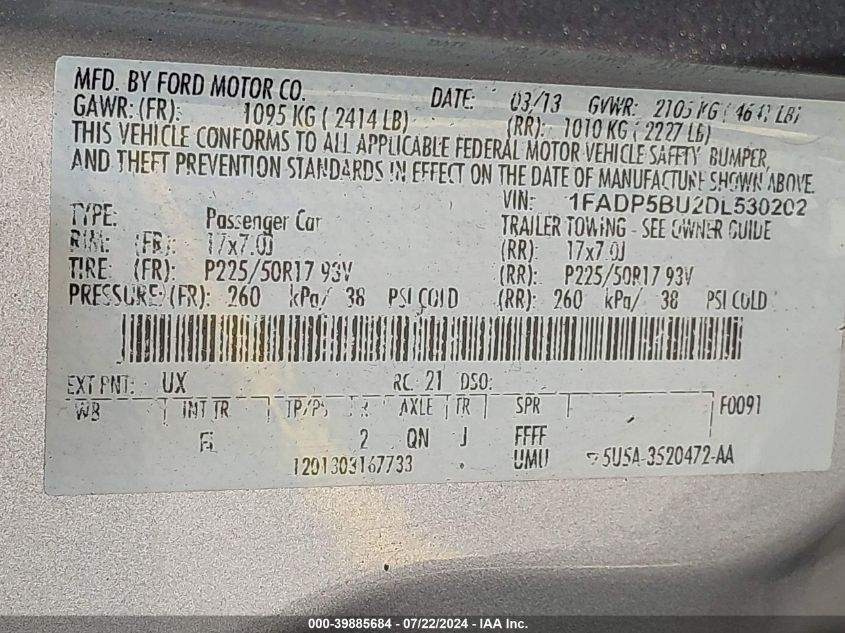 MFD. BY FORD MOTOR CO.
DATE: 03/13 GVWR: 2105 KG ( 4641 LB)
GAWR: (FR): 1095 KG ( 2414 LB) (RR): 1010 KG ( 2227 LB)
THIS VEHICLE CONFORMS TO ALL APPLICABLE FEDERAL MOTOR VEHICLE SAFETY BUMPER,
AND THEFT PREVENTION STANDARDS IN EFFECT ON THE DATE OF MANUFACTURE SHOWN ABOVE.
VIN: 1FADP5BU2DL530202
TYPE: Passenger Car TRAILER TOWING - SEE OWNER GUIDE
RIM: (FR): 17x7.0J (RR): 17x7.0J
TIRE: (FR): P225/50R17 93V (RR): P225/50R17 93V
PRESSURE: (FR): 260 kPa/ 38 PSI COLD (RR): 260 kPa/ 38 PSI COLD
EXT PNT: UX RC: 21 DSO:
WB INT TR TP/PS R AXLE TR SPR F0091
2 QN J FFFF
1201303167733 UMU 5U5A-3520472-AA
000-39885684 - 07/22/2024 - IAA Inc.